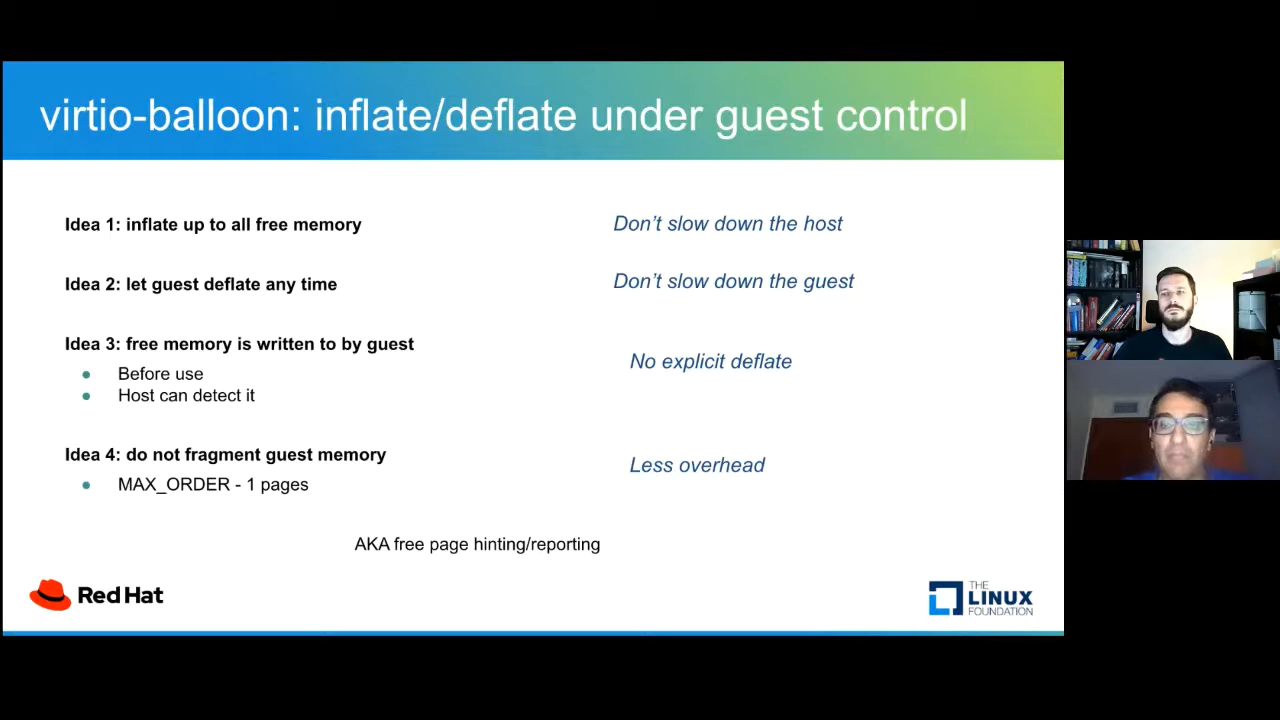 virtio-balloon: inflate/deflate under guest control
Idea 1: inflate up to all free memory
Don't slow down the host
Idea 2: let guest deflate any time
Don't slow down the guest
Idea 3: free memory is written to by guest
Before use
Host can detect it
No explicit deflate
Idea 4: do not fragment guest memory
MAX_ORDER - 1 pages
Less overhead
AKA free page hinting/reporting
Red Hat
THE
LINUX
FOUNDATION